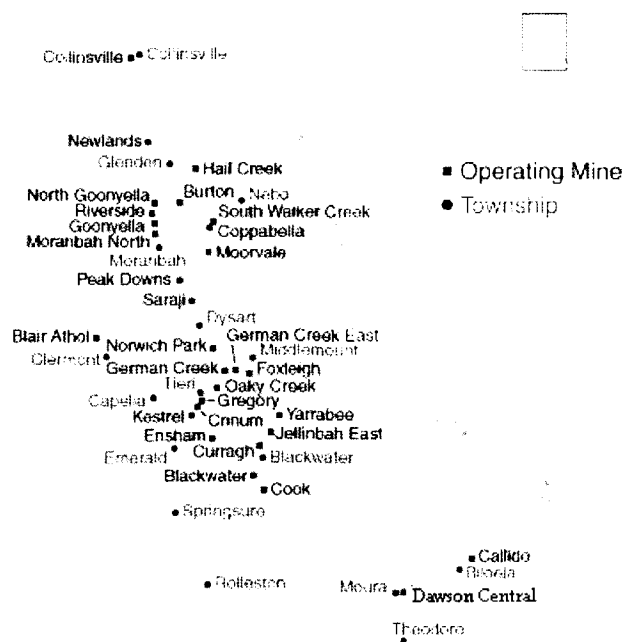 Collinsville
Collinsville
Newlands
Glenden
Hail Creek
North Goonyella
Burton
Nebo
Riverside
South Walker Creek
Goonyella
Coppabella
Moranbah North
Moorvale
Moranbah
Peak Downs
Saraji
Dysart
Blair Athol
German Creek East
Norwich Park
Middlemount
Clermont
German Creek
Foxleigh
Tieri
Oaky Creek
Capella
Gregory
Kestrel
Crinum
Yarrabee
Ensham
Jellinbah East
Emerald
Curragh
Blackwater
Blackwater
Cook
Springsure
Callide
Biloela
Rolleston
Moura
Dawson Central
Theodore
Operating Mine
Township